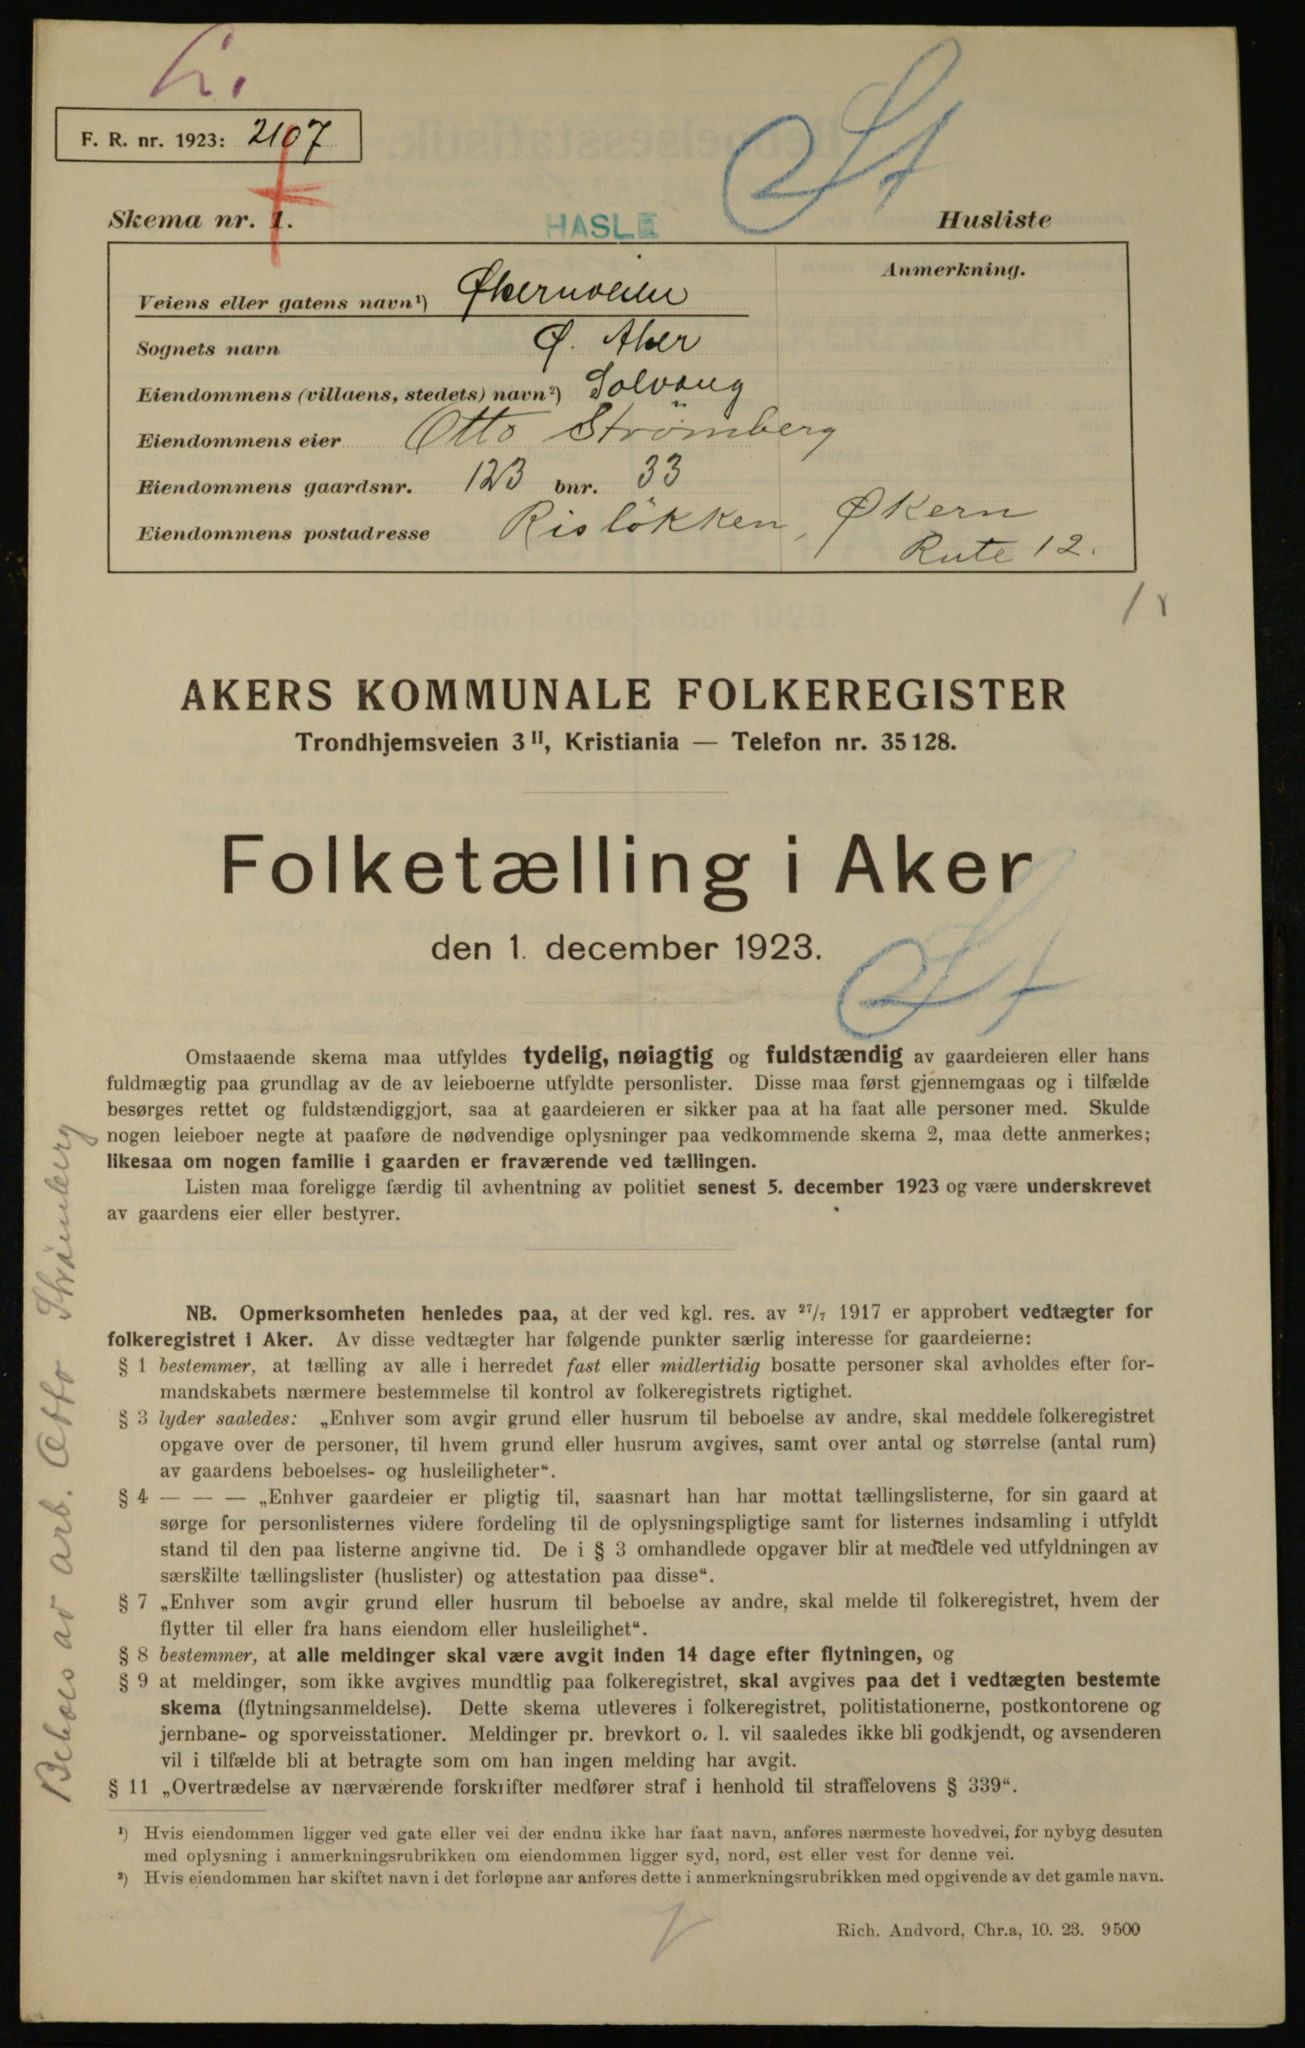 F. R. nr. 1923: 2107
Skema nr. 1.
HASLE
Husliste
Anmerkning.
Veiens eller gatens navn¹) Økernveien
Sognets navn Ø. Aker
Eiendommens (villaens, stedets) navn²) Solvang
Eiendommens eier Otto Strömberg
Eiendommens gaardsnr. 123 bnr. 33
Eiendommens postadresse Rislökken, Økern
Rute 12.
AKERS KOMMUNALE FOLKEREGISTER
Trondhjemsveien 3 II, Kristiania — Telefon nr. 35 128.
Folketælling i Aker
den 1. december 1923.
Omstaaende skema maa utfyldes tydelig, nøiagtig og fuldstændig av gaardeieren eller hans
fuldmægtig paa grundlag av de av leieboerne utfyldte personlister. Disse maa først gjennemgaas og i tilfælde
besørges rettet og fuldstændiggjort, saa at gaardeieren er sikker paa at ha faat alle personer med. Skulde
nogen leieboer negte at paaføre de nødvendige oplysninger paa vedkommende skema 2, maa dette anmerkes;
likesaa om nogen familie i gaarden er fraværende ved tællingen.
Listen maa foreligge færdig til avhentning av politiet senest 5. december 1923 og være underskrevet
av gaardens eier eller bestyrer.
NB. Opmerksomheten henledes paa, at der ved kgl. res. av 27/7 1917 er approbert vedtægter for
folkeregistret i Aker. Av disse vedtægter har følgende punkter særlig interesse for gaardeierne:
§ 1 bestemmer, at tælling av alle i herredet fast eller midlertidig bosatte personer skal avholdes efter for-
mandskabets nærmere bestemmelse til kontrol av folkeregistrets rigtighet.
§ 3 lyder saaledes: „Enhver som avgir grund eller husrum til beboelse av andre, skal meddele folkeregistret
opgave over de personer, til hvem grund eller husrum avgives, samt over antal og størrelse (antal rum)
av gaardens beboelses- og husleiligheter“.
§ 4 — — — „Enhver gaardeier er pligtig til, saasnart han har mottat tællingslisterne, for sin gaard at
sørge for personlisternes videre fordeling til de oplysningspligtige samt for listernes indsamling i utfyldt
stand til den paa listerne angivne tid. De i § 3 omhandlede opgaver blir at meddele ved utfyldningen av
særskilte tællingslister (huslister) og attestation paa disse“.
§ 7 „Enhver som avgir grund eller husrum til beboelse av andre, skal melde til folkeregistret, hvem der
flytter til eller fra hans eiendom eller husleilighet“.
§ 8 bestemmer, at alle meldinger skal være avgit inden 14 dage efter flytningen, og
§ 9 at meldinger, som ikke avgives mundtlig paa folkeregistret, skal avgives paa det i vedtægten bestemte
skema (flytningsanmeldelse). Dette skema utleveres i folkeregistret, politistationerne, postkontorene og
jernbane- og sporveisstationer. Meldinger pr. brevkort o. l. vil saaledes ikke bli godkjendt, og avsenderen
vil i tilfælde bli at betragte som om han ingen melding har avgit.
§ 11 „Overtrædelse av nærværende forskrifter medfører straf i henhold til straffelovens § 339“.
¹) Hvis eiendommen ligger ved gate eller vei der endnu ikke har faat navn, anføres nærmeste hovedvei, for nybyg desuten
med oplysning i anmerkningsrubrikken om eiendommen ligger syd, nord, øst eller vest for denne vei.
²) Hvis eiendommen har skiftet navn i det forløpne aar anføres dette i anmerkningsrubrikken med opgivende av det gamle navn.
Rich. Andvord, Chr.a, 10. 23. 9500
Beboes av arb. Otto Strömberg